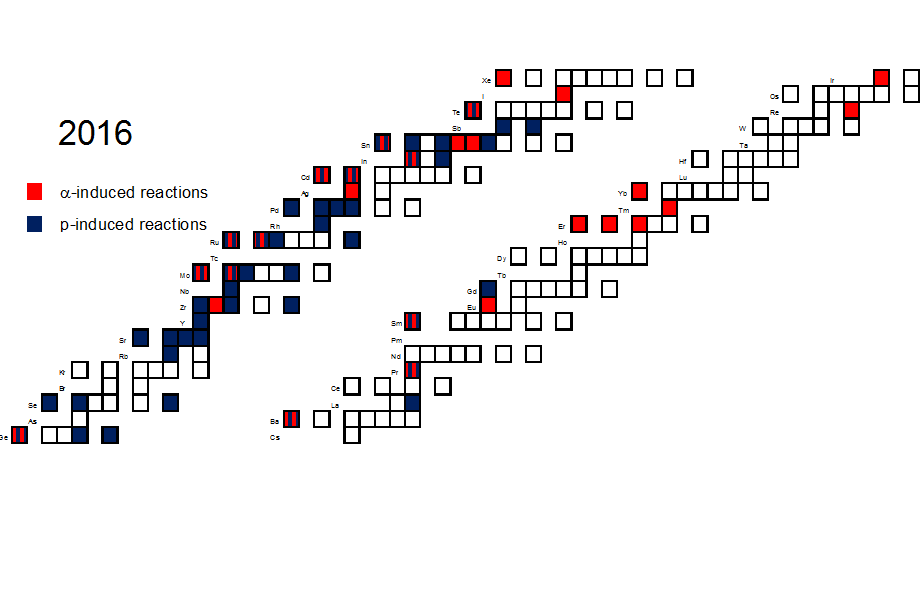 Xe
Ir
I
Os
Te
Re
2016
Sb
W
Sn
Ta
In
Hf
Cd
Lu
α-induced reactions
Ag
Yb
Pd
Tm
p-induced reactions
Rh
Er
Ru
Ho
Tc
Dy
Mo
Tb
Nb
Gd
Zr
Eu
Y
Sm
Sr
Pm
Rb
Nd
Kr
Pr
Br
Ce
Se
La
As
Ba
Ge
Cs